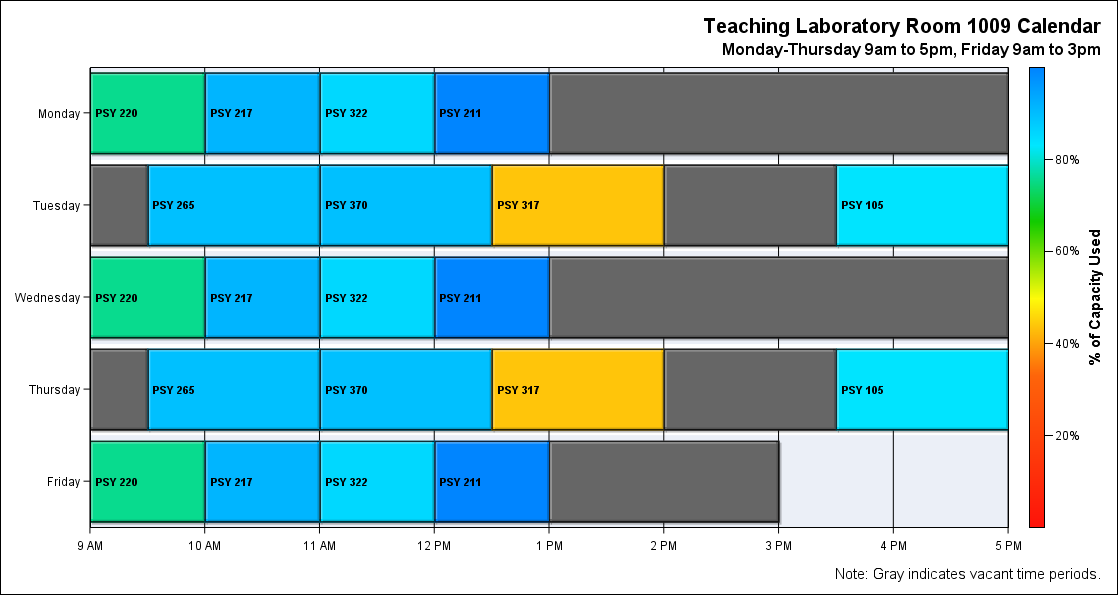 Teaching Laboratory Room 1009 Calendar
Monday-Thursday 9am to 5pm, Friday 9am to 3pm
Monday
PSY 220
PSY 217
PSY 322
PSY 211
Tuesday
PSY 265
PSY 370
PSY 317
PSY 105
Wednesday
PSY 220
PSY 217
PSY 322
PSY 211
Thursday
PSY 265
PSY 370
PSY 317
PSY 105
Friday
PSY 220
PSY 217
PSY 322
PSY 211
9 AM
10 AM
11 AM
12 PM
1 PM
2 PM
3 PM
4 PM
5 PM
80%
60%
40%
20%
% of Capacity Used
Note: Gray indicates vacant time periods.